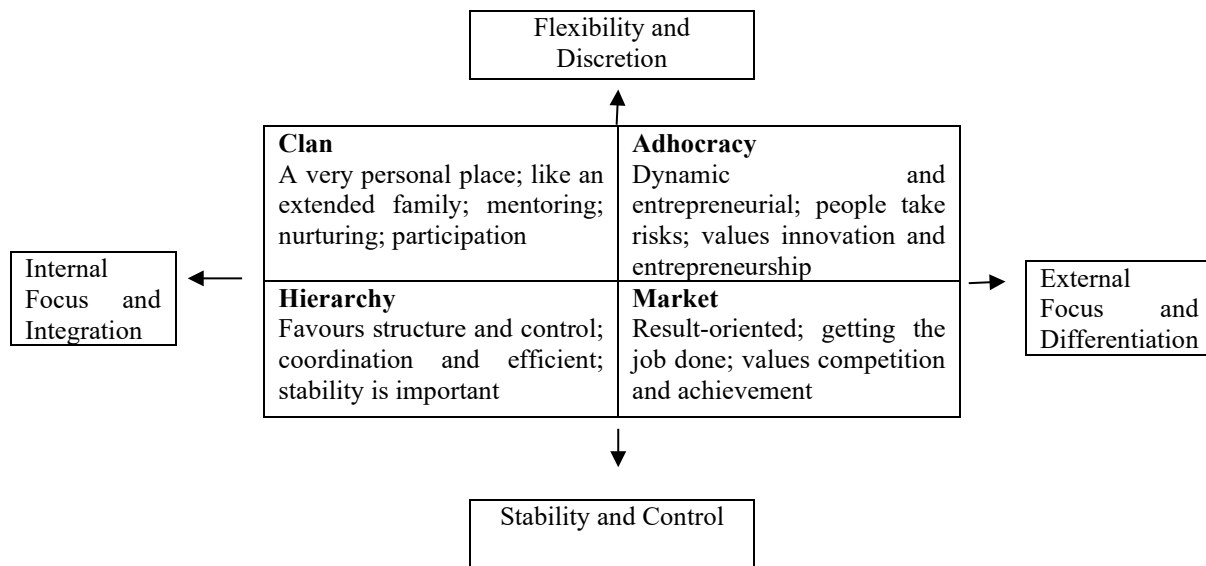 Flexibility and
Discretion
Clan
A very personal place; like an
extended family; mentoring;
nurturing; participation
Adhocracy
Dynamic and
entrepreneurial; people take
risks; values innovation and
entrepreneurship
Internal
Focus and
Integration
Hierarchy
Favours structure and control;
coordination and efficient;
stability is important
Market
Result-oriented; getting the
job done; values competition
and achievement
External
Focus and
Differentiation
Stability and Control